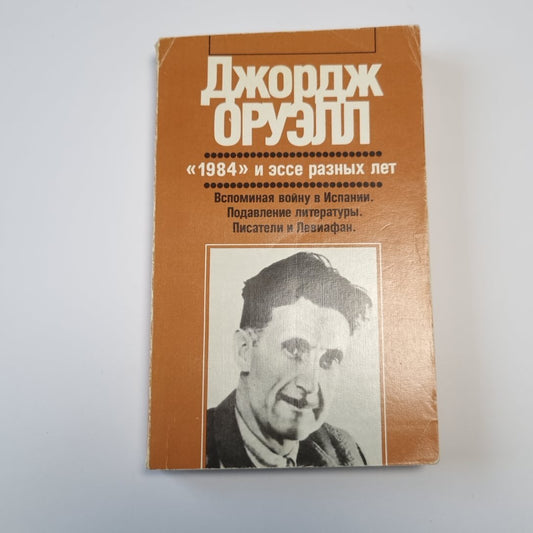 Джордж
ОРУЭЛЛ
«1984» и эссе разных лет
Вспоминая войну в Испании.
Подавление литературы.
Писатели и Левиафан.